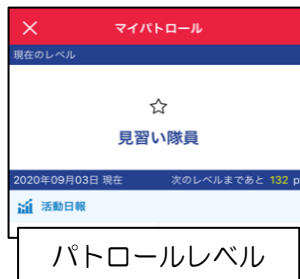 マイパトロール
現在のレベル
見習い隊員
2020年09月03日 現在 次のレベルまであと 132 p
活動日報
パトロールレベル